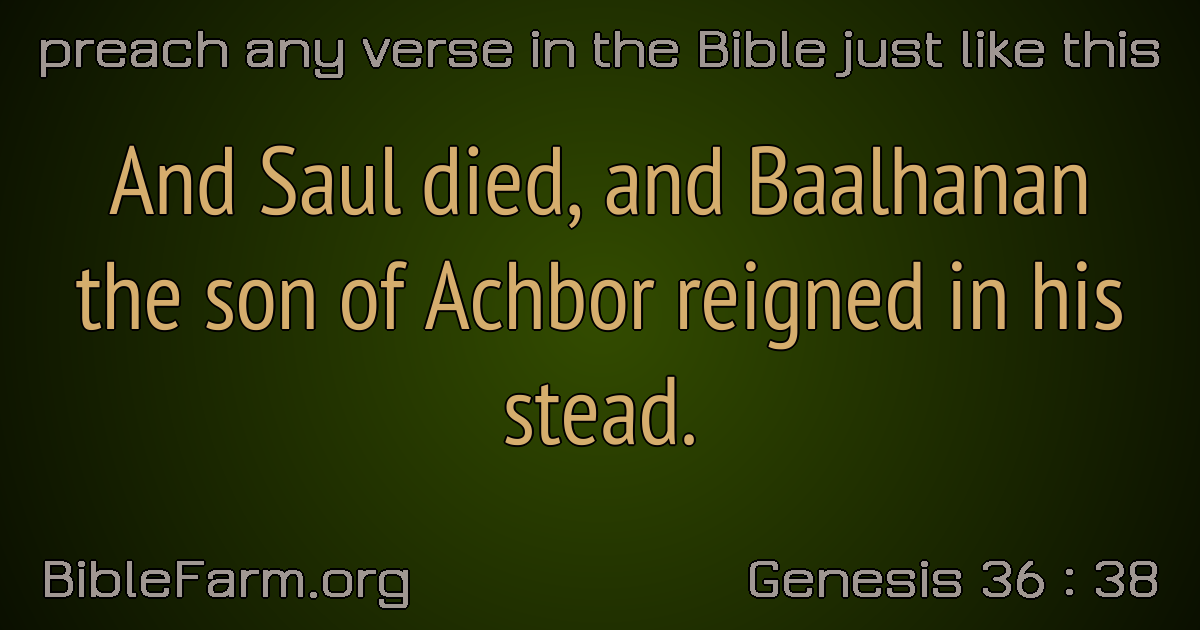 preach any verse in the Bible just like this
And Saul died, and Baalhanan
the son of Achbor reigned in his
stead.
BibleFarm.org
Genesis 36 : 38